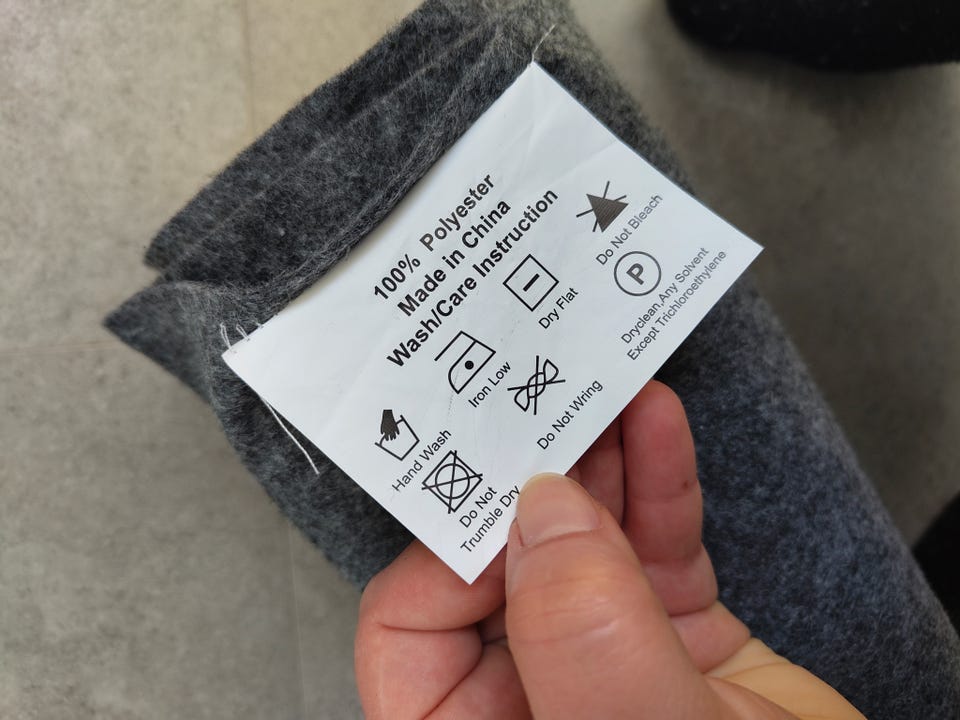 100% Polyester
Made in China
Wash/Care Instruction
Hand Wash
Iron Low
Dry Flat
Do Not Bleach
Do Not
Trumble Dry
Do Not Wring
P
Dryclean,Any Solvent
Except Trichloroethylene